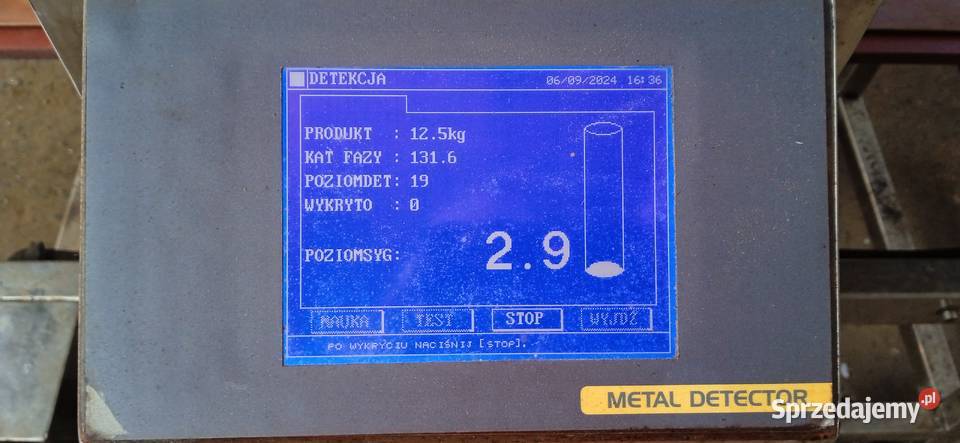 DETEKCJA 06/09/2024 16:36
PRODUKT : 12.5kg
KAT FAZY : 131.6
POZIOMDET: 19
WYKRYTO : 0
POZIOMSYG: 2.9
NAUKA TEST STOP WYJDŹ
PO WYKRYCIU NACIŚNIJ [STOP].
METAL DETECTOR
Sprzedajemy.pl